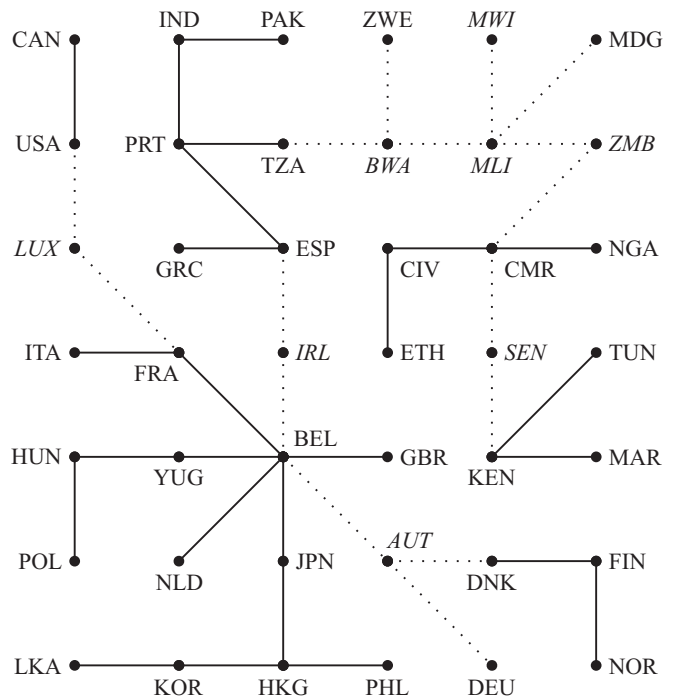 IND PAK ZWE MWI
CAN MDG
USA PRT ZMB
TZA BWA MLI
LUX ESP NGA
GRC CIV CMR
ITA IRL ETH SEN TUN
FRA
BEL
HUN GBR MAR
YUG KEN
AUT
POL JPN FIN
NLD DNK
LKA NOR
KOR HKG PHL DEU